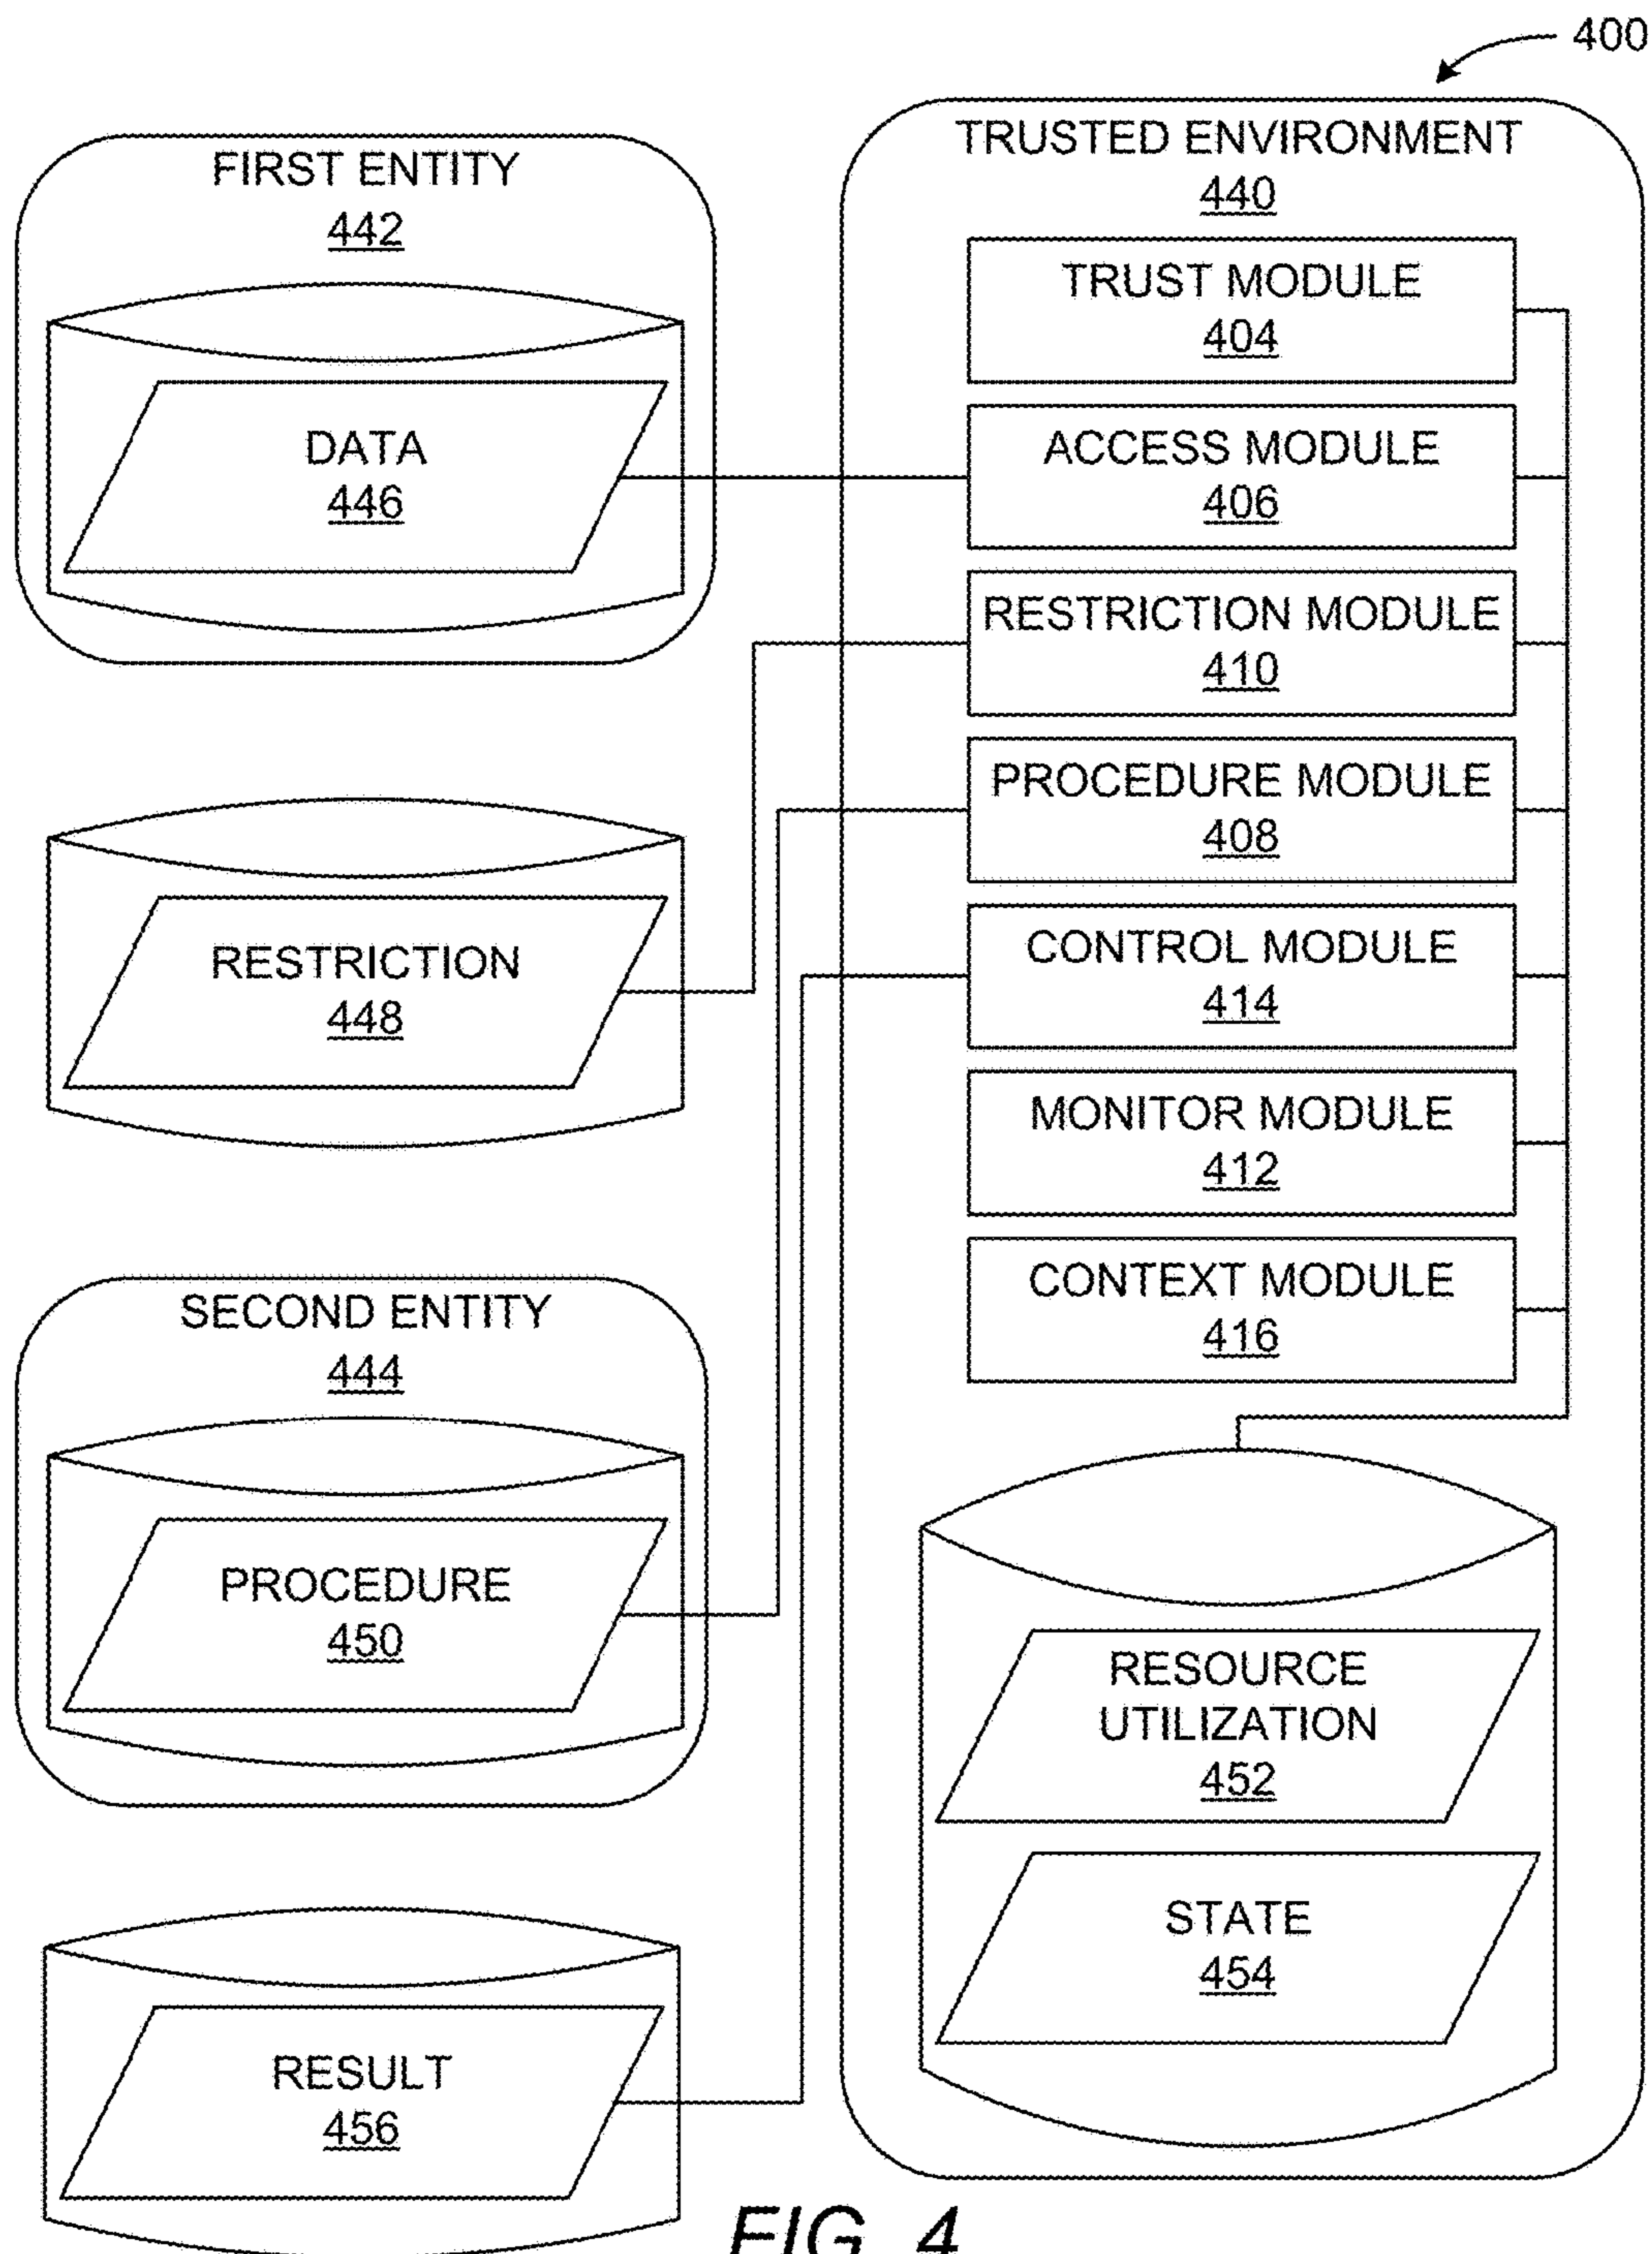 400
FIRST ENTITY
442
DATA
446
RESTRICTION
448
SECOND ENTITY
444
PROCEDURE
450
RESULT
456
TRUSTED ENVIRONMENT
440
TRUST MODULE
404
ACCESS MODULE
406
RESTRICTION MODULE
410
PROCEDURE MODULE
408
CONTROL MODULE
414
MONITOR MODULE
412
CONTEXT MODULE
416
RESOURCE
UTILIZATION
452
STATE
454
FIG. 4